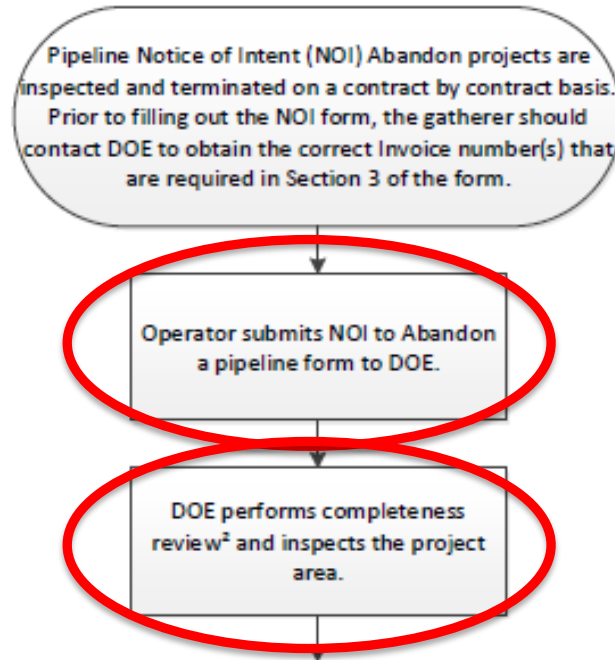 Pipeline Notice of Intent (NOI) Abandon projects are
inspected and terminated on a contract by contract basis.
Prior to filling out the NOI form, the gatherer should
contact DOE to obtain the correct Invoice number(s) that
are required in Section 3 of the form.
Operator submits NOI to Abandon
a pipeline form to DOE.
DOE performs completeness
review² and inspects the project
area.